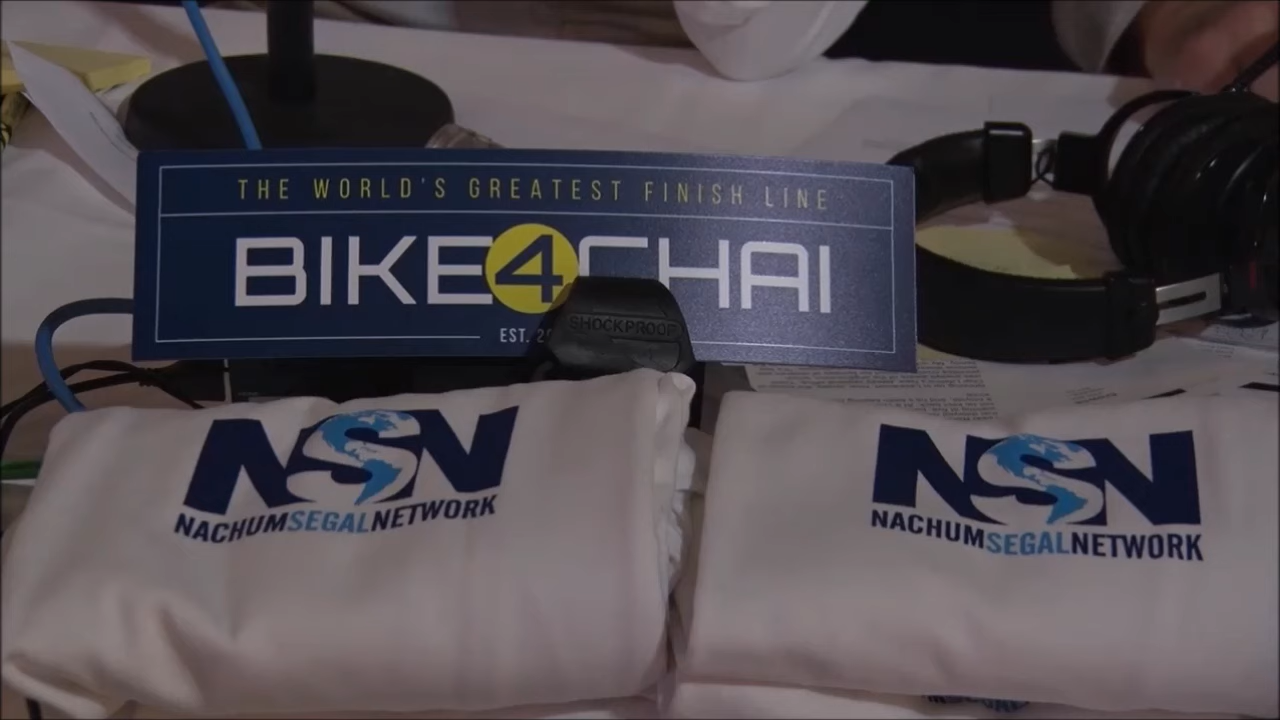 THE WORLD'S GREATEST FINISH LINE
BIKE4CHAI
EST.
SHOCKPROOF
NSN
NACHUMSEGALNETWORK
NSN
NACHUMSEGALNETWORK